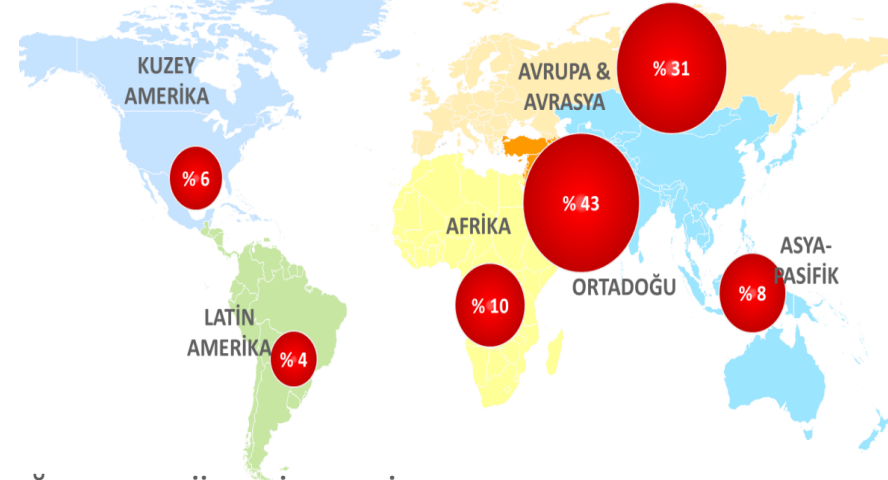 KUZEY
AMERİKA
% 6
AVRUPA &
AVRASYA
% 31
% 43
AFRİKA
ORTADOĞU
% 10
ASYA-
PASİFİK
% 8
LATİN
AMERİKA
% 4